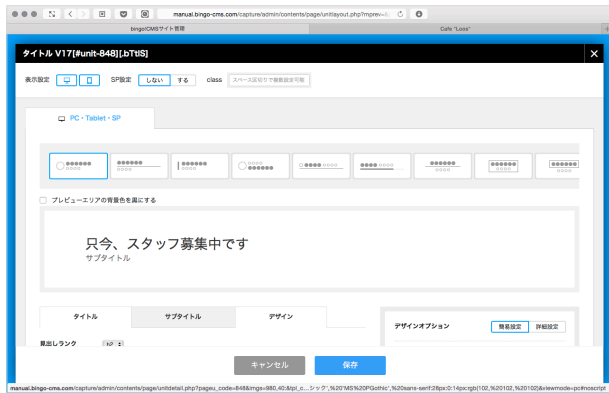 manual.bingo-cms.com/capture/admin/contents/page/unitlayout.php?mprev=
bingo!CMSサイト管理
Cafe "Loos"
タイトル V17[#unit-848][.bTtlS]
表示設定
SP設定
しない
する
class
スペース区切りで複数設定可能
PC・Tablet・SP
プレビューエリアの背景色を黒にする
只今、スタッフ募集中です
サブタイトル
タイトル
サブタイトル
デザイン
デザインオプション
簡易設定
詳細設定
見出しランク
h2
キャンセル
保存
manual.bingo-cms.com/capture/admin/contents/page/unitdetail.php?pageu_code=848&imgs=980,40;&tpl_c...シック',%20'MS%20PGothic',%20sans-serif:28px:0:14px:rgb(102,%20102,%20102)&viewmode=pc#noscript